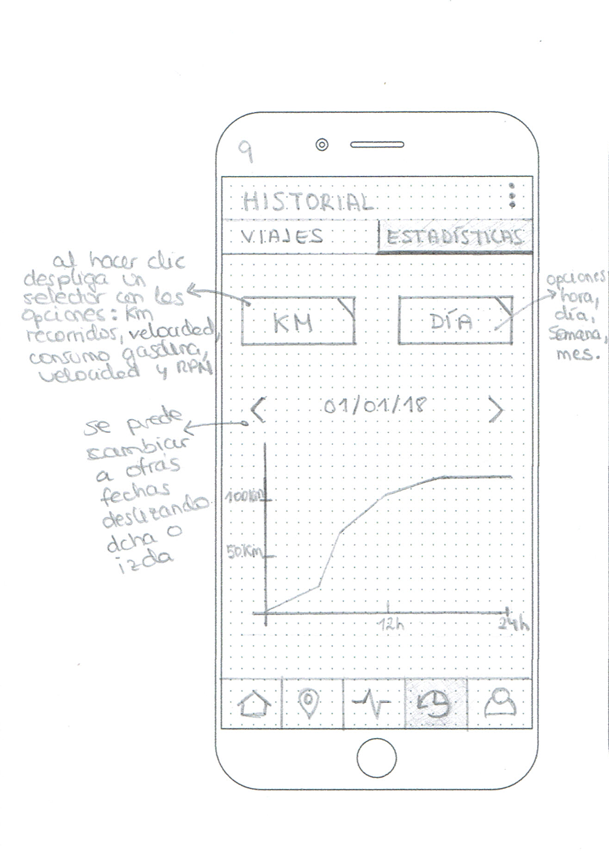 9
HISTORIAL
VIAJES ESTADÍSTICAS
al hacer clic
despliga un
selector con las
opciones: Km
recorridos, velocidad,
consumo gasolina,
velocidad y RPM
KM
DÍA
opciones
hora,
día,
semana,
mes.
01/01/18
se puede
cambiar
a otras
fechas
deslizando
dcha o
izda
100Km
50Km
12h
24h